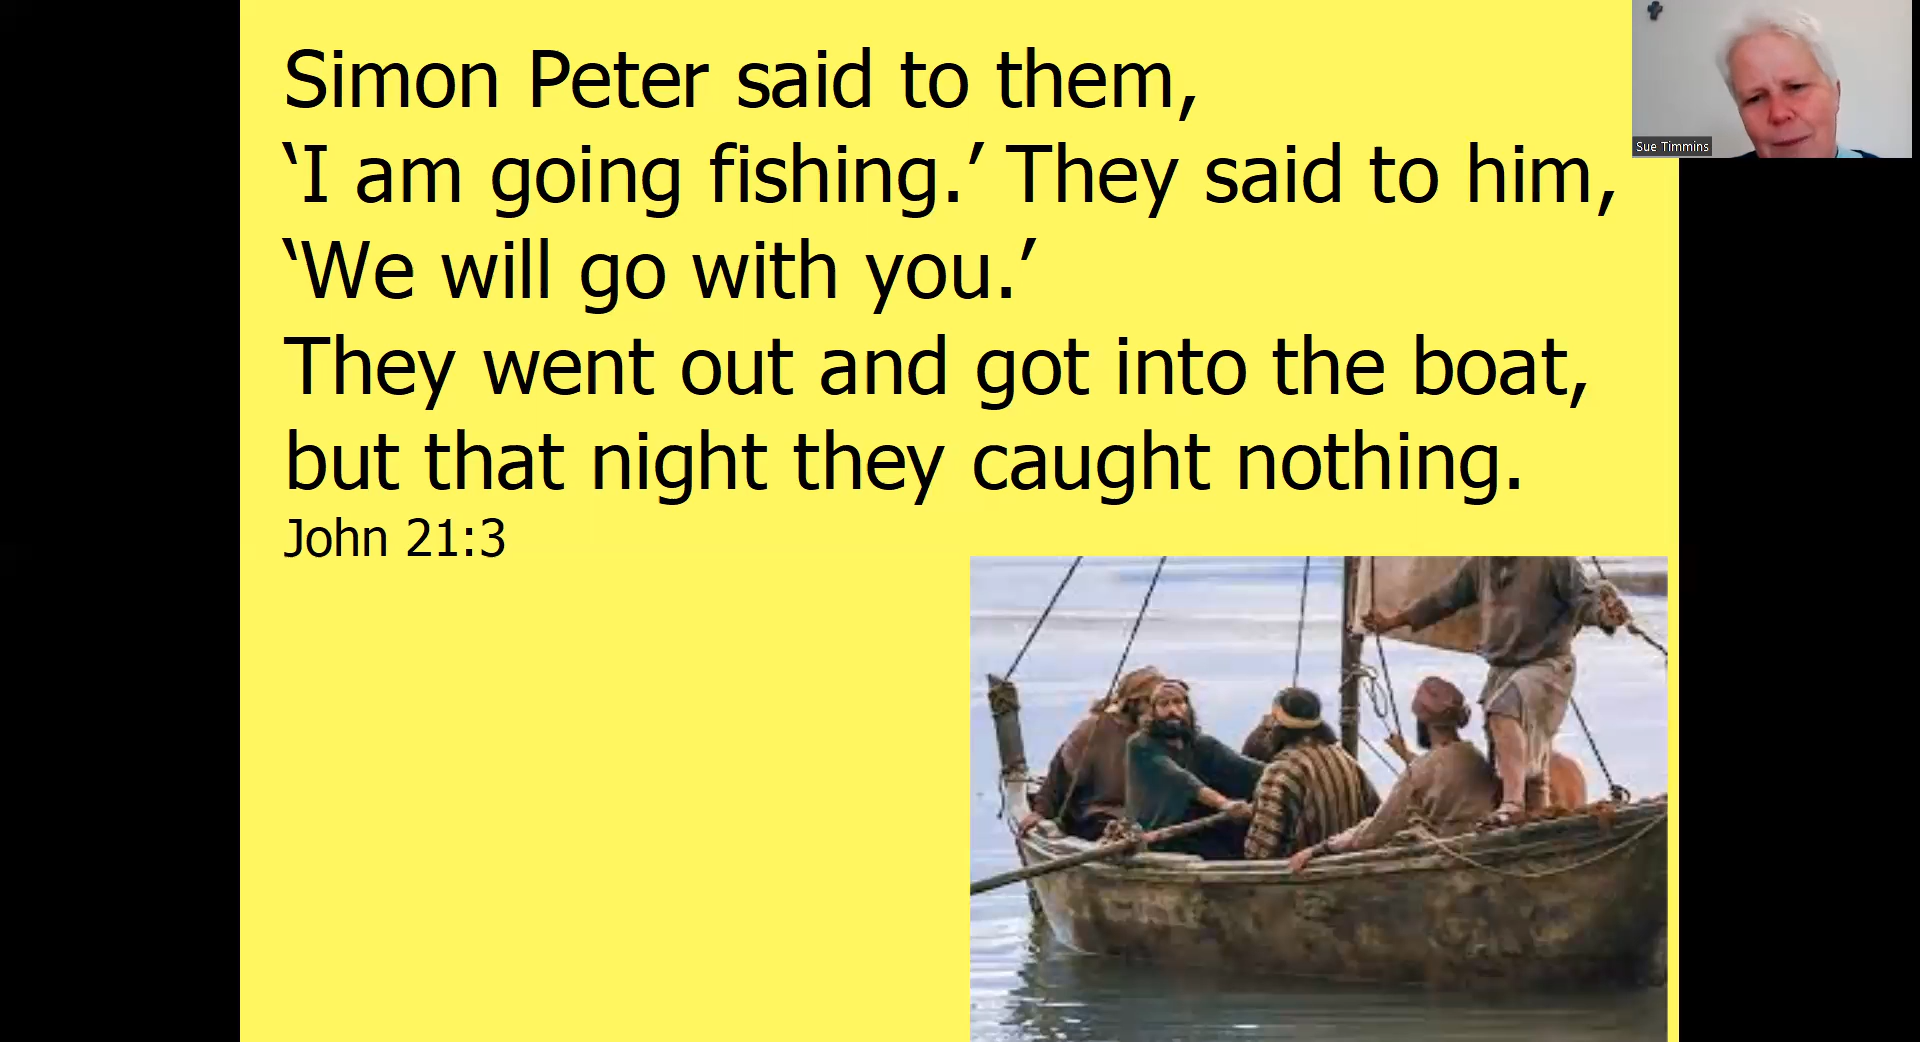 Simon Peter said to them,
‘I am going fishing.’ They said to him,
‘We will go with you.’
They went out and got into the boat,
but that night they caught nothing.
John 21:3
Sue Timmins